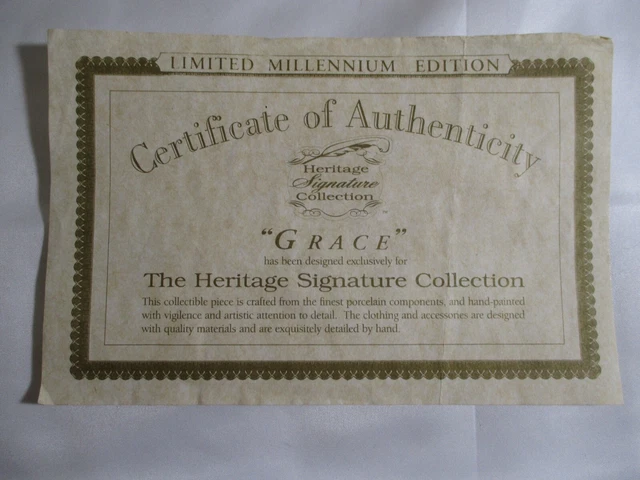 LIMITED MILLENNIUM EDITION
Certificate of Authenticity
Heritage
Signature
Collection
™
"GRACE"
has been designed exclusively for
The Heritage Signature Collection
This collectible piece is crafted from the finest porcelain components, and hand-painted
with vigilence and artistic attention to detail. The clothing and accessories are designed
with quality materials and are exquisitely detailed by hand.